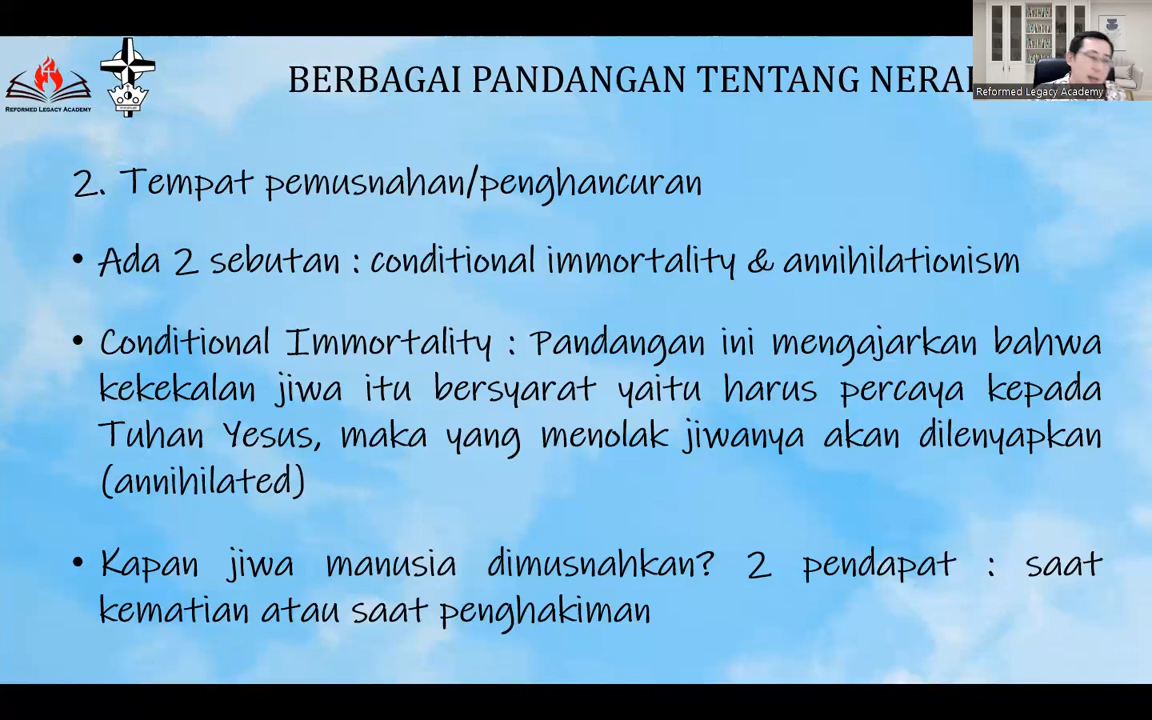 BERBAGAI PANDANGAN TENTANG
Reformed Legacy Academy
REFORMED LEGACY ACADEMY
2. Tempat pemusnahan/penghancuran
• Ada 2 sebutan : conditional immortality & annihilationism
• Conditional Immortality : Pandangan ini mengajarkan bahwa
kekekalan jiwa itu bersyarat yaitu harus percaya kepada
Tuhan Yesus, maka yang menolak jiwanya akan dilenyapkan
(annihilated)
• Kapan jiwa manusia dimusnahkan? 2 pendapat : saat
kematian atau saat penghakiman